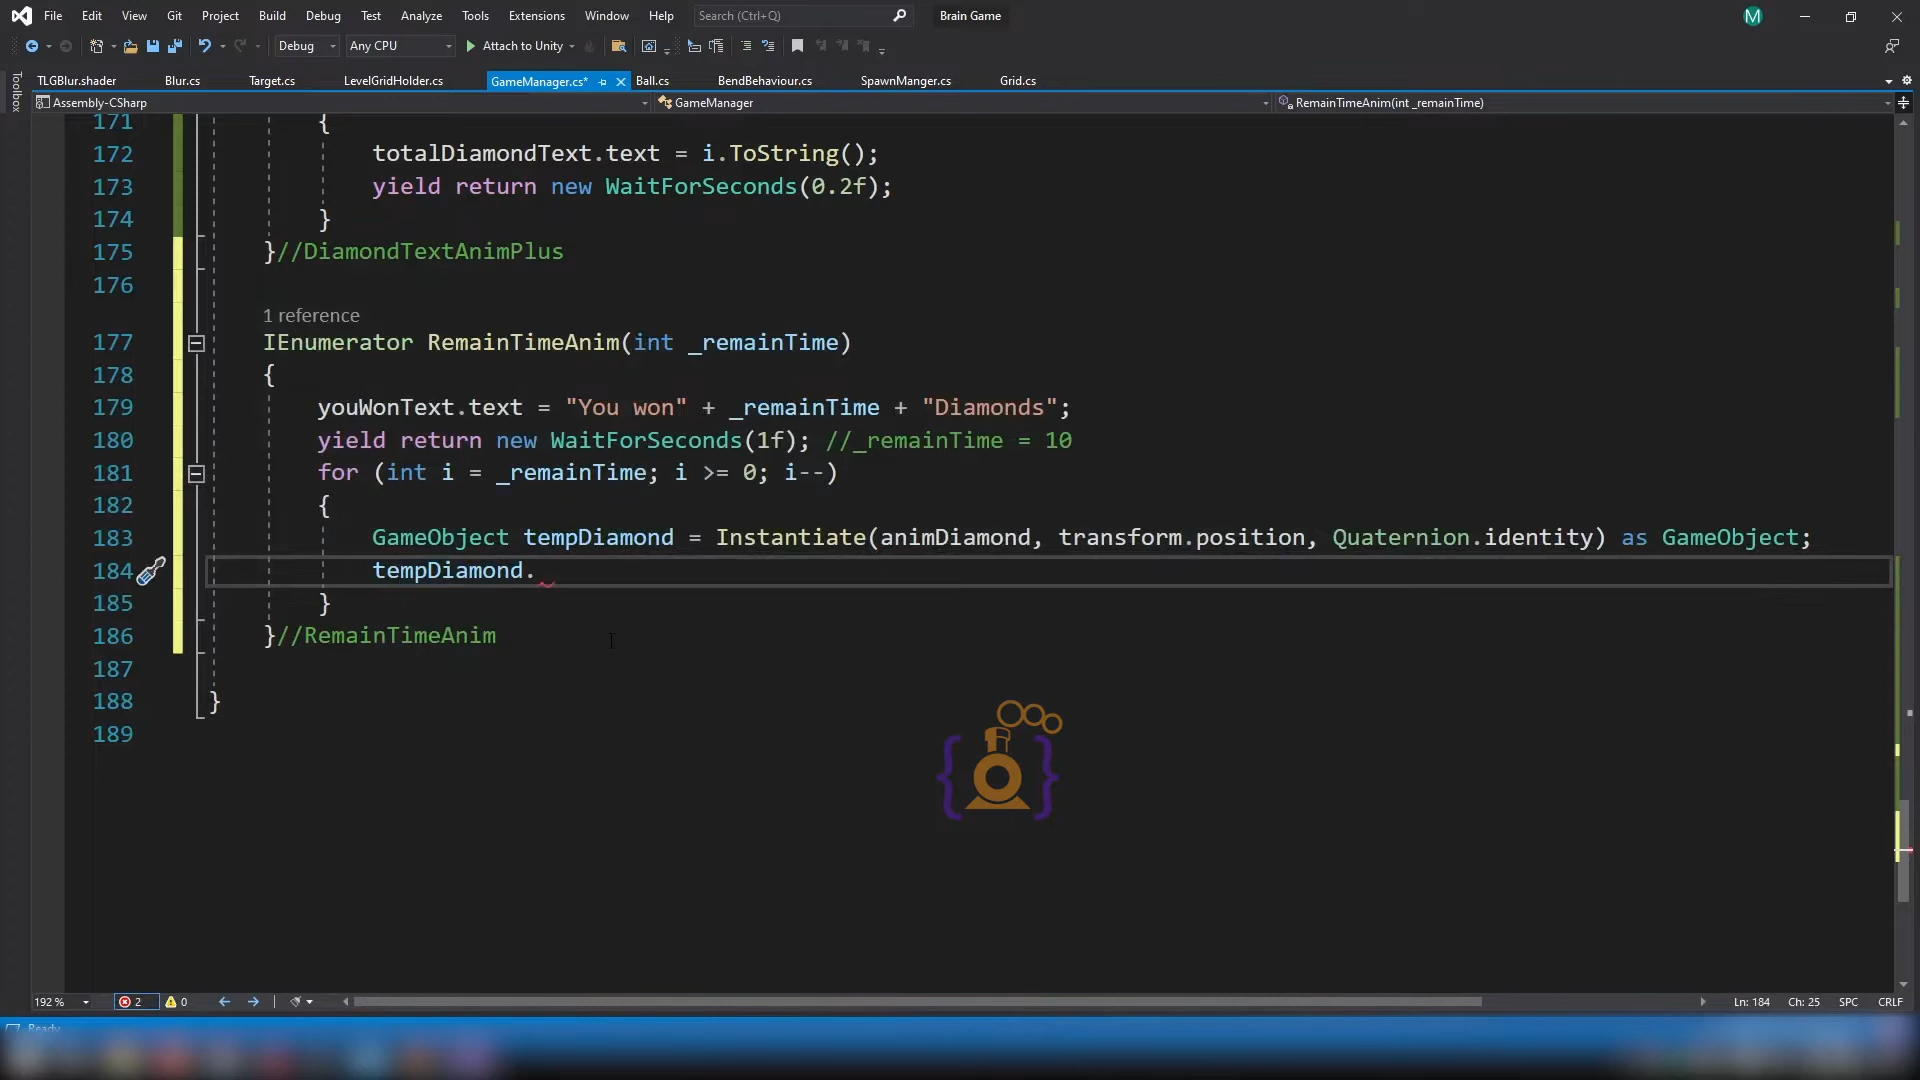 File Edit View Git Project Build Debug Test Analyze Tools Extensions Window Help Search (Ctrl+Q) Brain Game M
Debug Any CPU Attach to Unity
Toolbox
TLGBlur.shader Blur.cs Target.cs LevelGridHolder.cs GameManager.cs* Ball.cs BendBehaviour.cs SpawnManger.cs Grid.cs
Assembly-CSharp GameManager RemainTimeAnim(int _remainTime)
171 {
172 totalDiamondText.text = i.ToString();
173 yield return new WaitForSeconds(0.2f);
174 }
175 }//DiamondTextAnimPlus
176
1 reference
177 IEnumerator RemainTimeAnim(int _remainTime)
178 {
179 youWonText.text = "You won" + _remainTime + "Diamonds";
180 yield return new WaitForSeconds(1f); //_remainTime = 10
181 for (int i = _remainTime; i >= 0; i--)
182 {
183 GameObject tempDiamond = Instantiate(animDiamond, transform.position, Quaternion.identity) as GameObject;
184 tempDiamond.
185 }
186 }//RemainTimeAnim
187
188 }
189
192 % 2 0 Ln: 184 Ch: 25 SPC CRLF
Ready